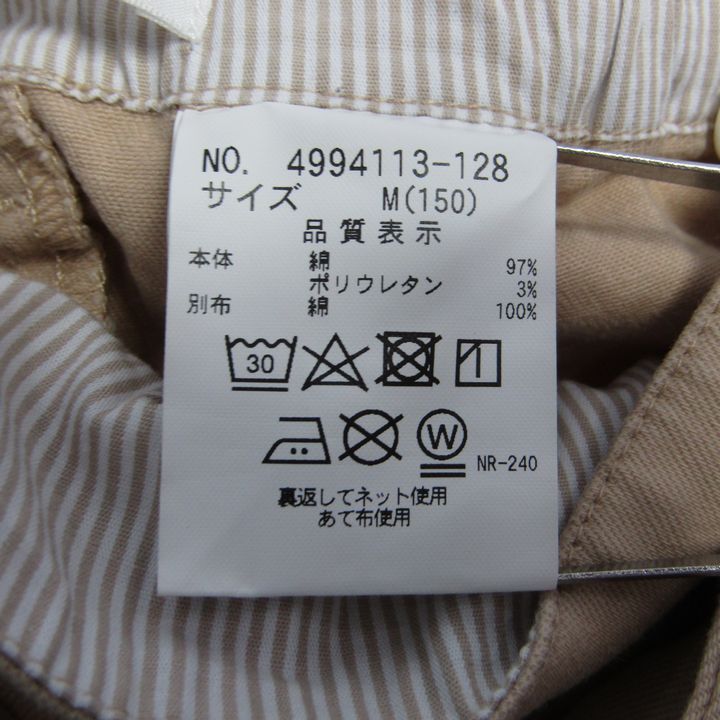 NO. 4994113-128
サイズ M(150)
品質表示
本体 綿 97%
ポリウレタン 3%
別布 綿 100%
30
W NR-240
裏返してネット使用
あて布使用